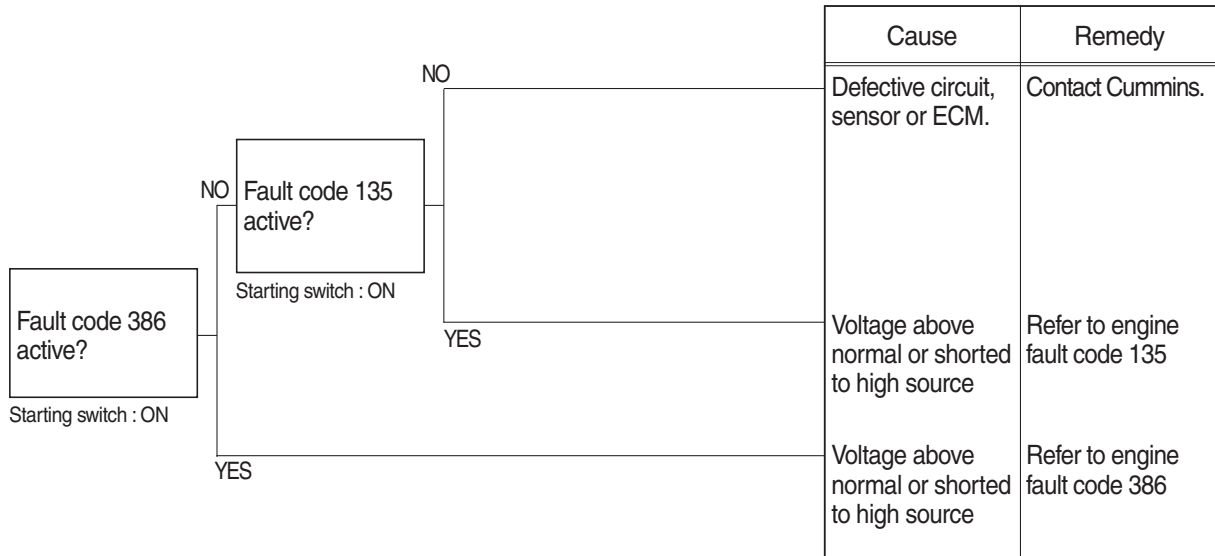 Cause
Remedy
NO
Defective circuit,
sensor or ECM.
Contact Cummins.
NO
Fault code 135
active?
Starting switch : ON
YES
Voltage above
normal or shorted
to high source
Refer to engine
fault code 135
Fault code 386
active?
Starting switch : ON
YES
Voltage above
normal or shorted
to high source
Refer to engine
fault code 386